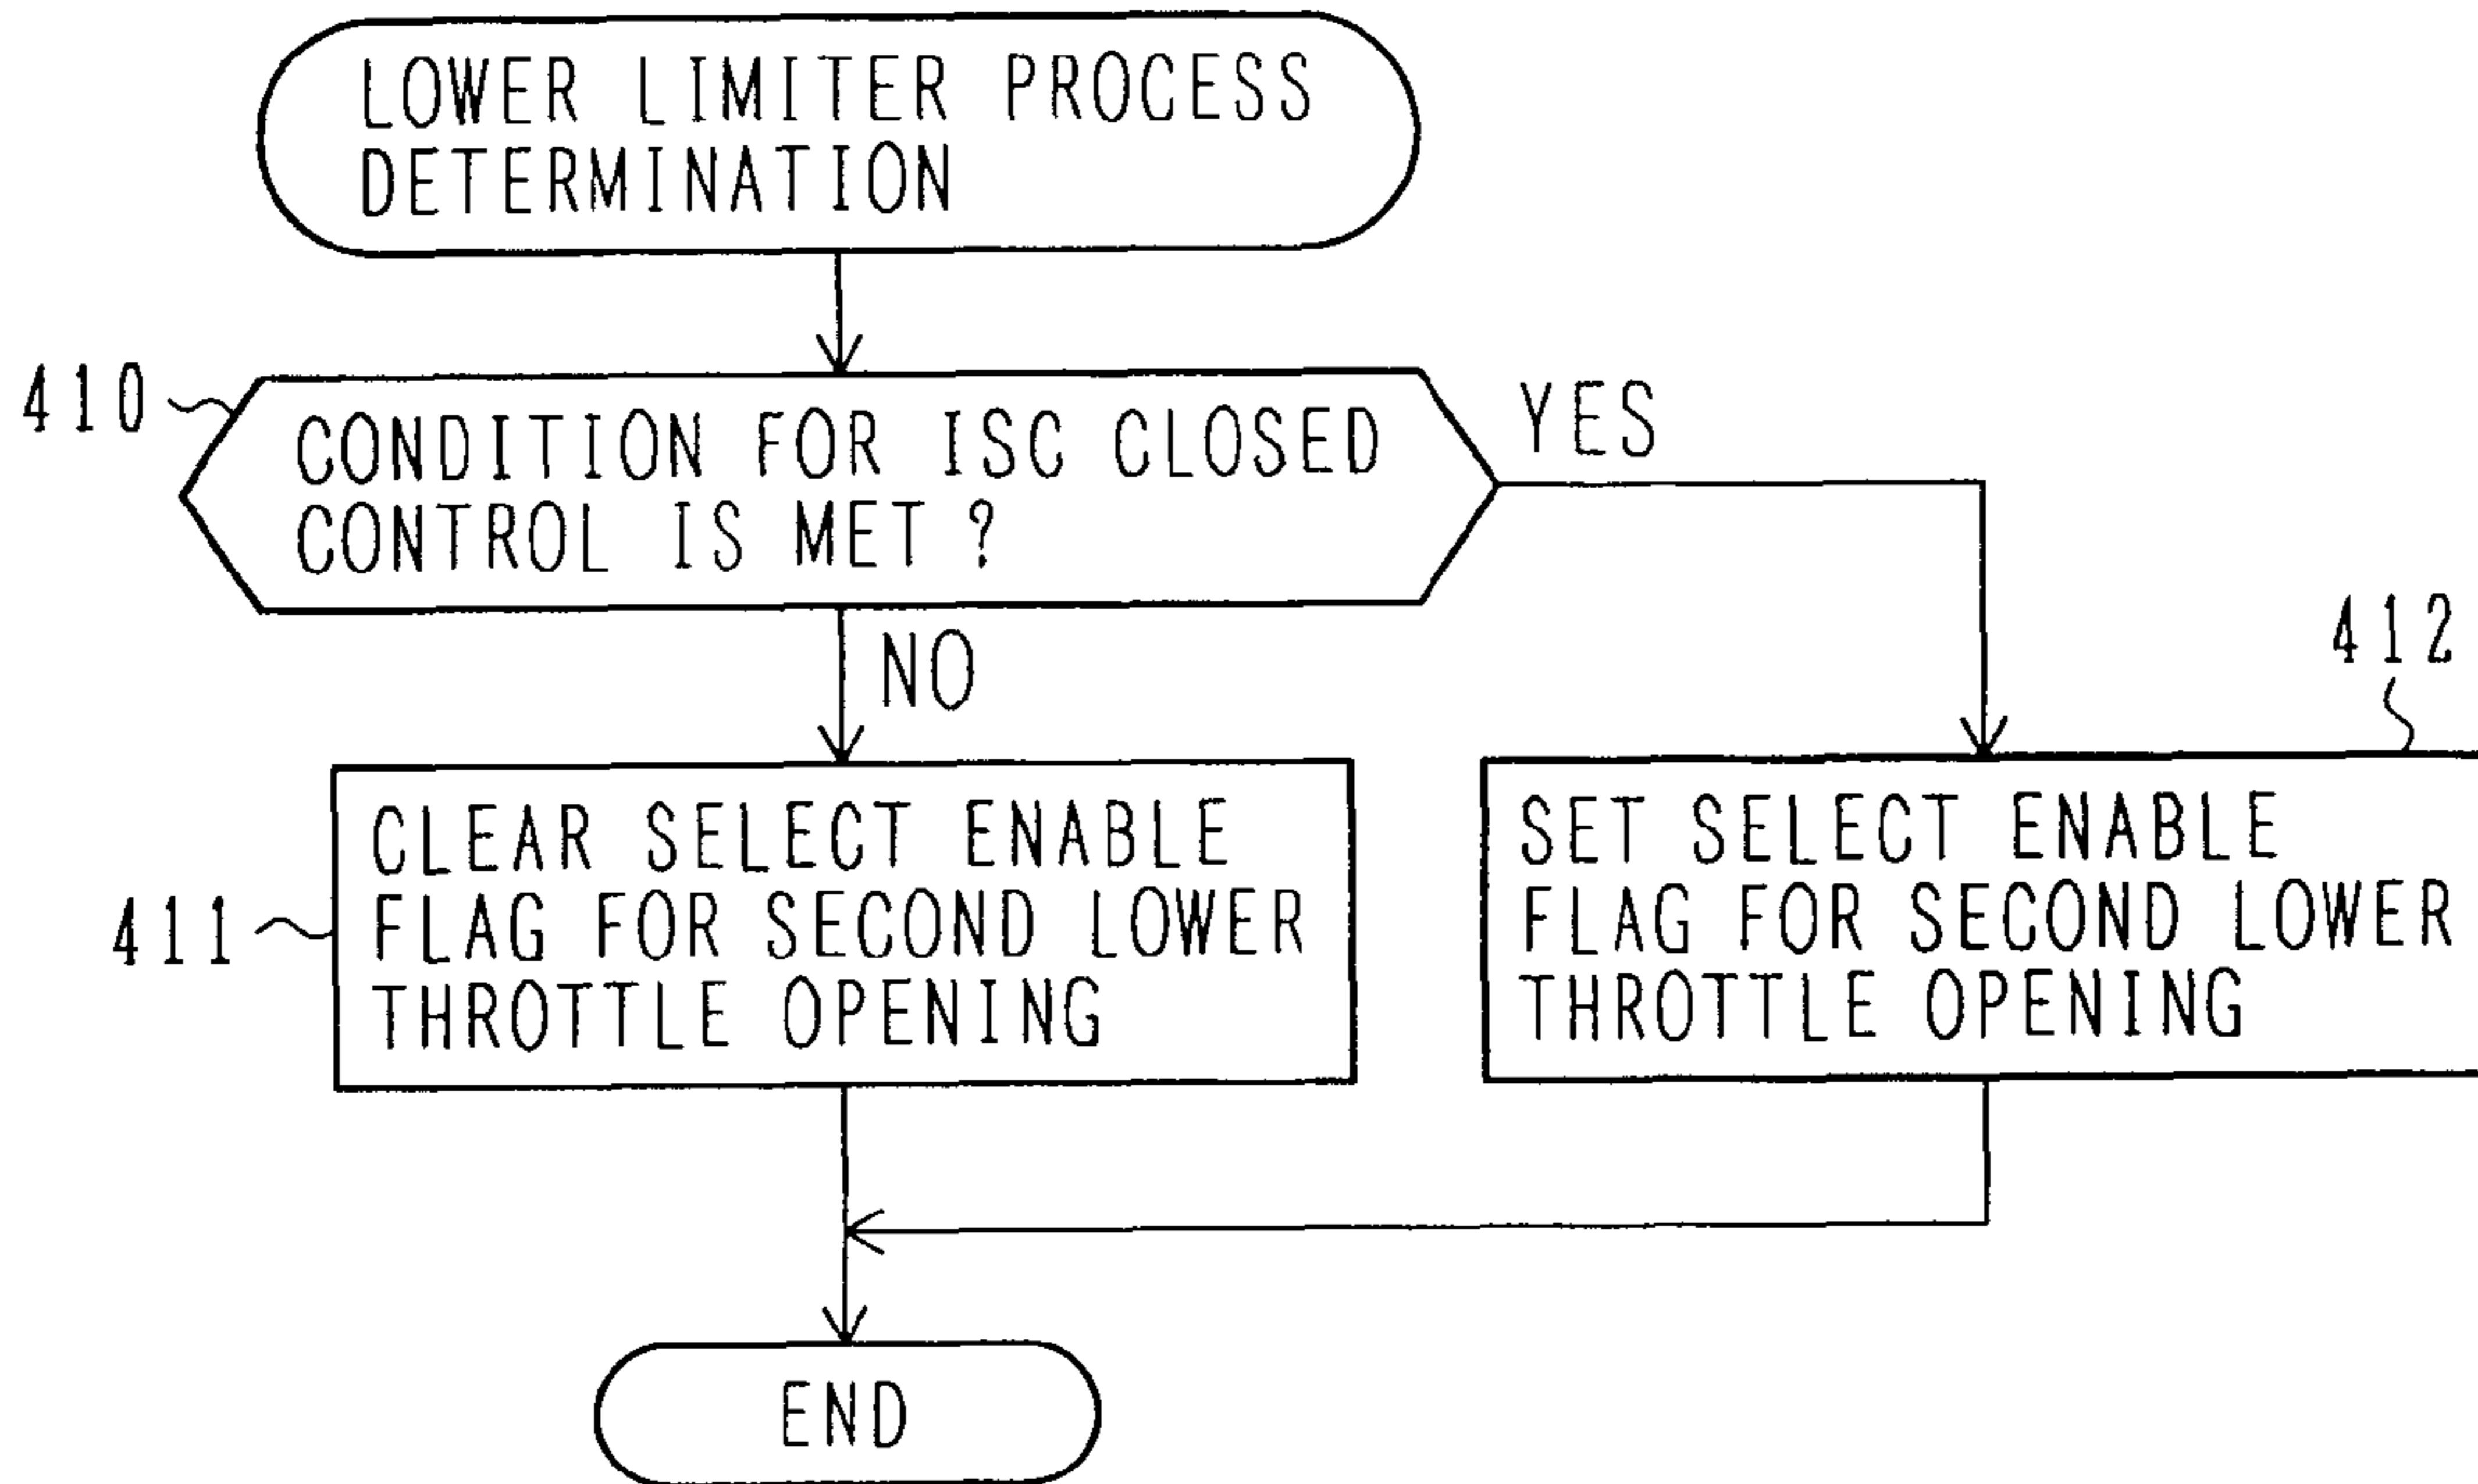 LOWER LIMITER PROCESS
DETERMINATION
410
CONDITION FOR ISC CLOSED
CONTROL IS MET ?
YES
NO
412
411
CLEAR SELECT ENABLE
FLAG FOR SECOND LOWER
THROTTLE OPENING
SET SELECT ENABLE
FLAG FOR SECOND LOWER
THROTTLE OPENING
END